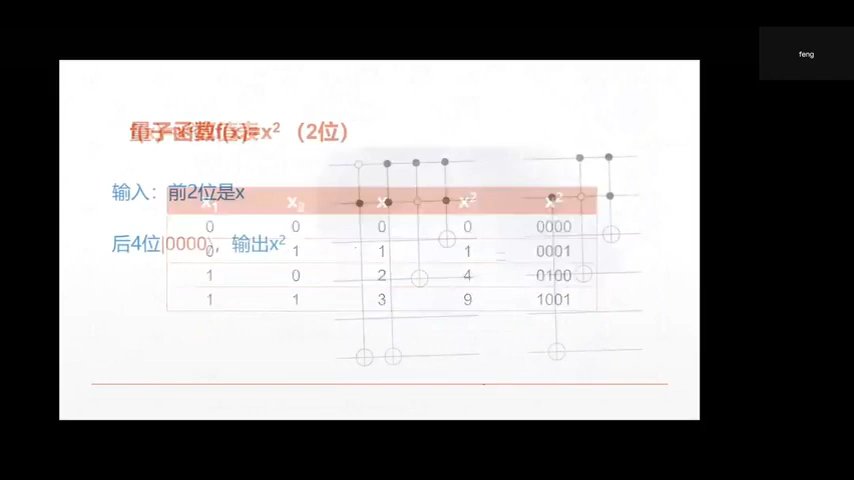 feng
量子函数f(x)=x² （2位）
输入：前2位是x
后4位|0000⟩，输出x²
x₁ x₂ x x² x²
0 0 0 0 0000
0 1 1 1 0001
1 0 2 4 0100
1 1 3 9 1001